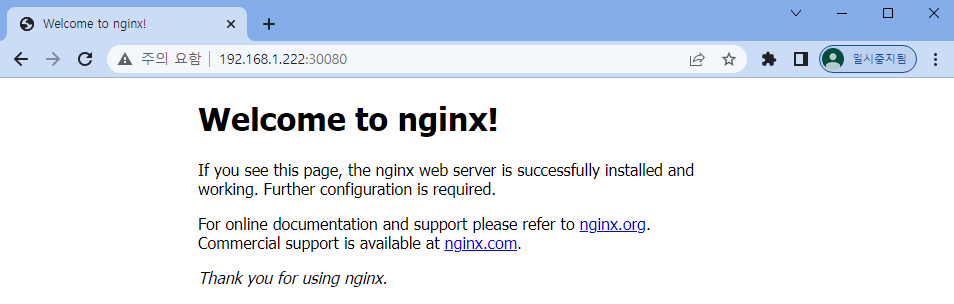 Welcome to nginx!
주의 요함 192.168.1.222:30080 일시중지됨
Welcome to nginx!
If you see this page, the nginx web server is successfully installed and
working. Further configuration is required.
For online documentation and support please refer to nginx.org.
Commercial support is available at nginx.com.
Thank you for using nginx.